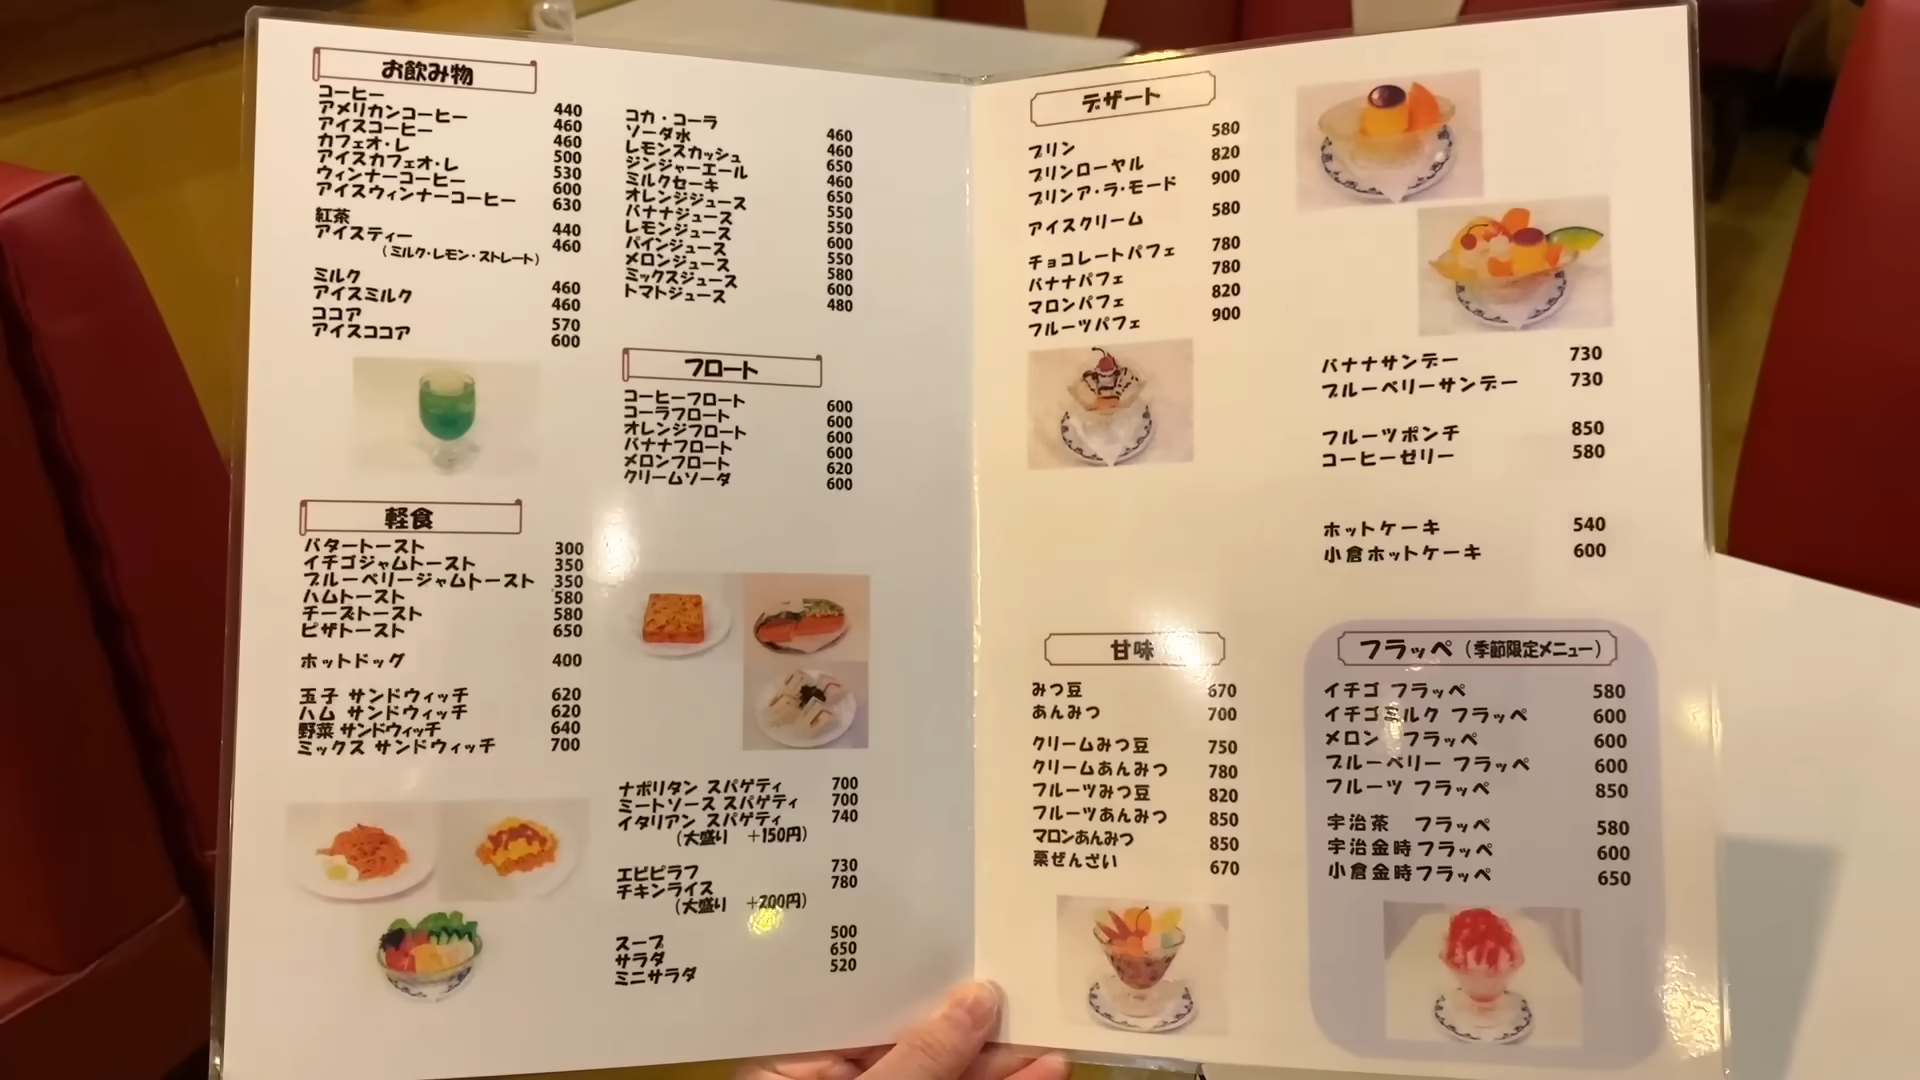 お飲み物
コーヒー 440
アメリカンコーヒー 460
アイスコーヒー 460
カフェオ・レ 500
アイスカフェオ・レ 530
ウィンナーコーヒー 600
アイスウィンナーコーヒー 630
紅茶 440
アイスティー 460
(ミルク・レモン・ストレート)
ミルク 460
アイスミルク 460
ココア 570
アイスココア 600
コカ・コーラ 460
ソーダ水 460
レモンスカッシュ 650
ジンジャーエール 460
ミルクセーキ 650
オレンジジュース 550
バナナジュース 550
レモンジュース 600
パインジュース 550
メロンジュース 580
ミックスジュース 600
トマトジュース 480
フロート
コーヒーフロート 600
コーラフロート 600
オレンジフロート 600
バナナフロート 600
メロンフロート 620
クリームソーダ 600
軽食
バタートースト 300
イチゴジャムトースト 350
ブルーベリージャムトースト 350
ハムトースト 580
チーズトースト 580
ピザトースト 650
ホットドッグ 400
玉子 サンドウィッチ 620
ハム サンドウィッチ 620
野菜 サンドウィッチ 640
ミックス サンドウィッチ 700
ナポリタン スパゲティ 700
ミートソース スパゲティ 700
イタリアン スパゲティ 740
(大盛り +150円)
エビピラフ 730
チキンライス 780
(大盛り +200円)
スープ 500
サラダ 650
ミニサラダ 520
デザート
プリン 580
プリンローヤル 820
プリンア・ラ・モード 900
アイスクリーム 580
チョコレートパフェ 780
バナナパフェ 780
マロンパフェ 820
フルーツパフェ 900
バナナサンデー 730
ブルーベリーサンデー 730
フルーツポンチ 850
コーヒーゼリー 580
ホットケーキ 540
小倉ホットケーキ 600
甘味
みつ豆 670
あんみつ 700
クリームみつ豆 750
クリームあんみつ 780
フルーツみつ豆 820
フルーツあんみつ 850
マロンあんみつ 850
栗ぜんざい 670
フラッペ (季節限定メニュー)
イチゴ フラッペ 580
イチゴミルク フラッペ 600
メロン フラッペ 600
ブルーベリー フラッペ 600
フルーツ フラッペ 850
宇治茶 フラッペ 580
宇治金時フラッペ 600
小倉金時フラッペ 650